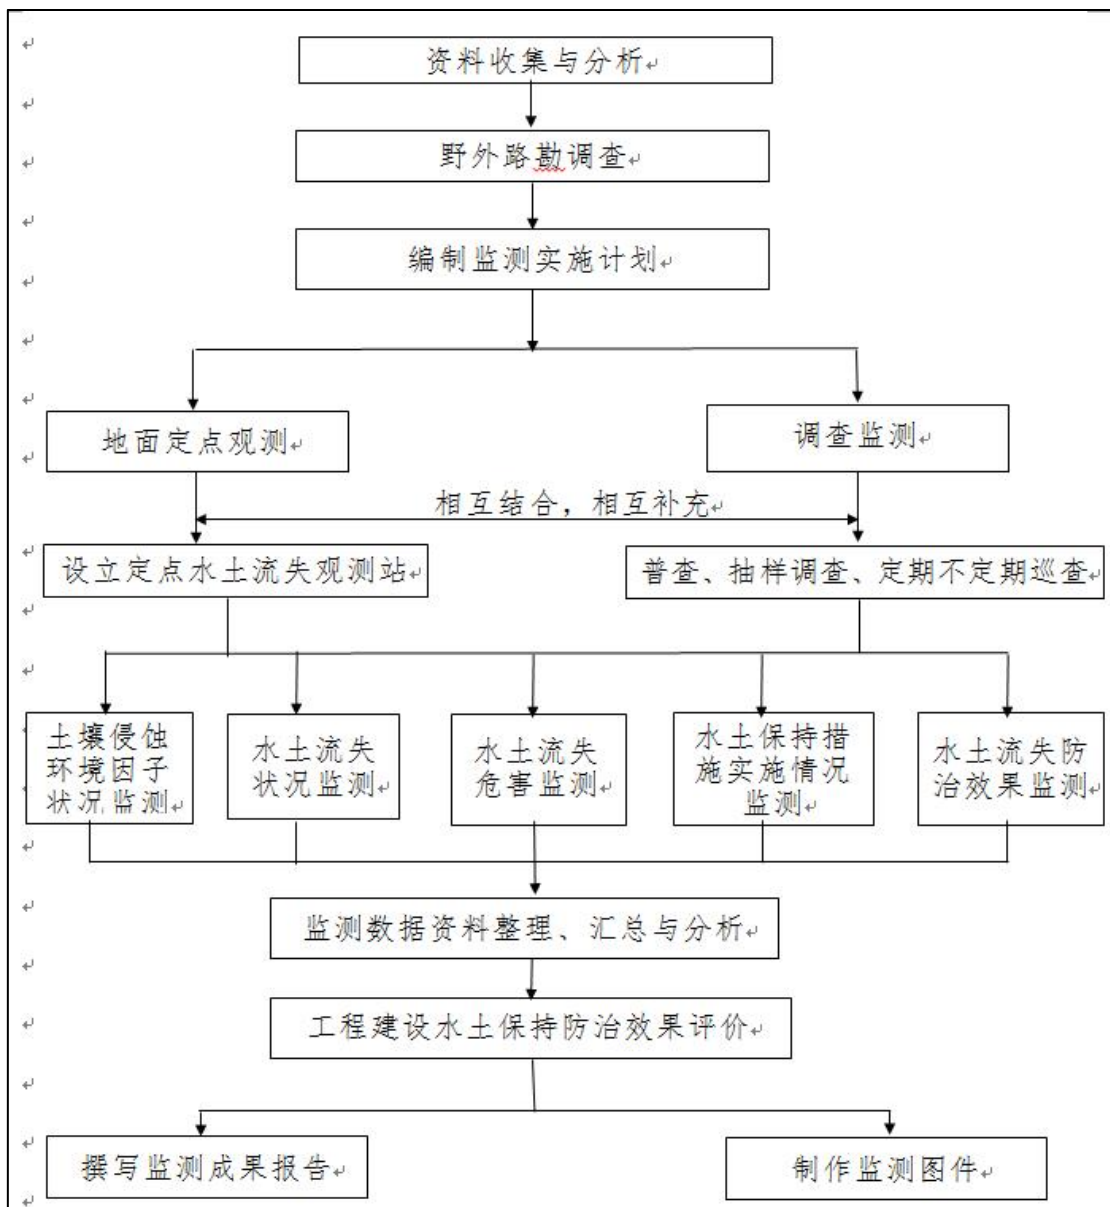 资料收集与分析
野外路勘调查
编制监测实施计划
地面定点观测
调查监测
相互结合，相互补充
设立定点水土流失观测站
普查、抽样调查、定期不定期巡查
土壤侵蚀
环境因子
状况监测
水土流失
状况监测
水土流失
危害监测
水土保持措
施实施情况
监测
水土流失防
治效果监测
监测数据资料整理、汇总与分析
工程建设水土保持防治效果评价
撰写监测成果报告
制作监测图件